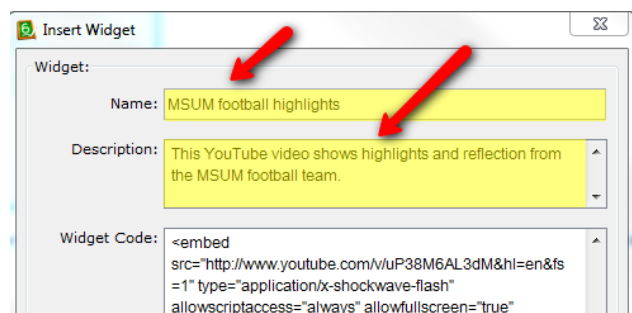 Insert Widget
Widget:
Name: MSUM football highlights
Description: This YouTube video shows highlights and reflection from
the MSUM football team.
Widget Code: <embed
src="http://www.youtube.com/v/uP38M6AL3dM&hl=en&fs
=1" type="application/x-shockwave-flash"
allowscriptaccess="always" allowfullscreen="true"